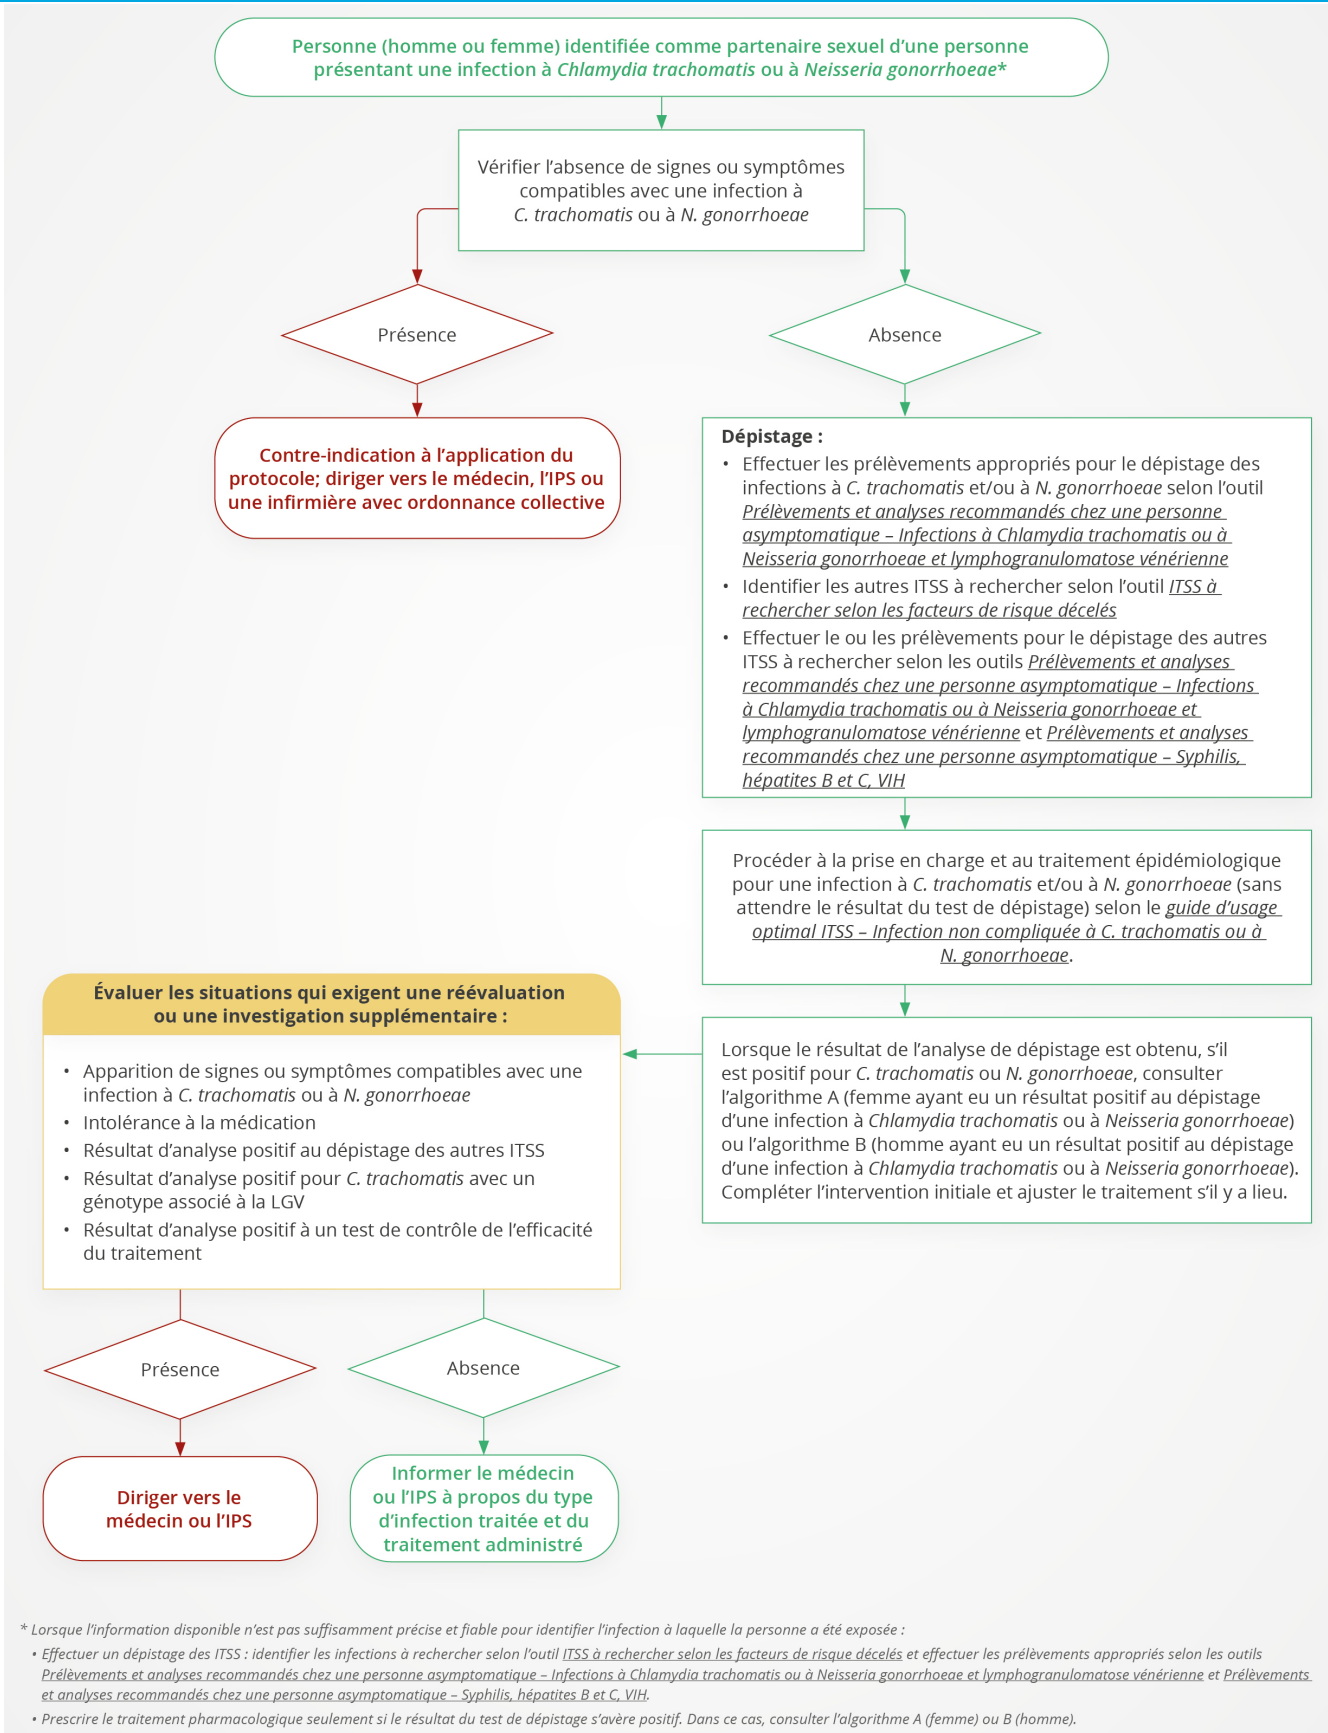 Personne (homme ou femme) identifiée comme partenaire sexuel d’une personne
présentant une infection à Chlamydia trachomatis ou à Neisseria gonorrhoeae*
Vérifier l’absence de signes ou symptômes
compatibles avec une infection à
C. trachomatis ou à N. gonorrhoeae
Présence
Absence
Contre-indication à l’application du
protocole; diriger vers le médecin, l’IPS ou
une infirmière avec ordonnance collective
Dépistage :
• Effectuer les prélèvements appropriés pour le dépistage des
infections à C. trachomatis et/ou à N. gonorrhoeae selon l’outil
Prélèvements et analyses recommandés chez une personne
asymptomatique – Infections à Chlamydia trachomatis ou à
Neisseria gonorrhoeae et lymphogranulomatose vénérienne
• Identifier les autres ITSS à rechercher selon l’outil ITSS à
rechercher selon les facteurs de risque décelés
• Effectuer le ou les prélèvements pour le dépistage des autres
ITSS à rechercher selon les outils Prélèvements et analyses
recommandés chez une personne asymptomatique – Infections
à Chlamydia trachomatis ou à Neisseria gonorrhoeae et
lymphogranulomatose vénérienne et Prélèvements et analyses
recommandés chez une personne asymptomatique – Syphilis,
hépatites B et C, VIH
Procéder à la prise en charge et au traitement épidémiologique
pour une infection à C. trachomatis et/ou à N. gonorrhoeae (sans
attendre le résultat du test de dépistage) selon le guide d’usage
optimal ITSS – Infection non compliquée à C. trachomatis ou à
N. gonorrhoeae.
Lorsque le résultat de l’analyse de dépistage est obtenu, s’il
est positif pour C. trachomatis ou N. gonorrhoeae, consulter
l’algorithme A (femme ayant eu un résultat positif au dépistage
d’une infection à Chlamydia trachomatis ou à Neisseria gonorrhoeae)
ou l’algorithme B (homme ayant eu un résultat positif au dépistage
d’une infection à Chlamydia trachomatis ou à Neisseria gonorrhoeae).
Compléter l’intervention initiale et ajuster le traitement s’il y a lieu.
Évaluer les situations qui exigent une réévaluation
ou une investigation supplémentaire :
• Apparition de signes ou symptômes compatibles avec une
infection à C. trachomatis ou à N. gonorrhoeae
• Intolérance à la médication
• Résultat d’analyse positif au dépistage des autres ITSS
• Résultat d’analyse positif pour C. trachomatis avec un
génotype associé à la LGV
• Résultat d’analyse positif à un test de contrôle de l’efficacité
du traitement
Présence
Absence
Diriger vers le
médecin ou l’IPS
Informer le médecin
ou l’IPS à propos du type
d’infection traitée et du
traitement administré
* Lorsque l’information disponible n’est pas suffisamment précise et fiable pour identifier l’infection à laquelle la personne a été exposée :
• Effectuer un dépistage des ITSS : identifier les infections à rechercher selon l’outil ITSS à rechercher selon les facteurs de risque décelés et effectuer les prélèvements appropriés selon les outils
Prélèvements et analyses recommandés chez une personne asymptomatique – Infections à Chlamydia trachomatis ou à Neisseria gonorrhoeae et lymphogranulomatose vénérienne et Prélèvements
et analyses recommandés chez une personne asymptomatique – Syphilis, hépatites B et C, VIH.
• Prescrire le traitement pharmacologique seulement si le résultat du test de dépistage s’avère positif. Dans ce cas, consulter l’algorithme A (femme) ou B (homme).